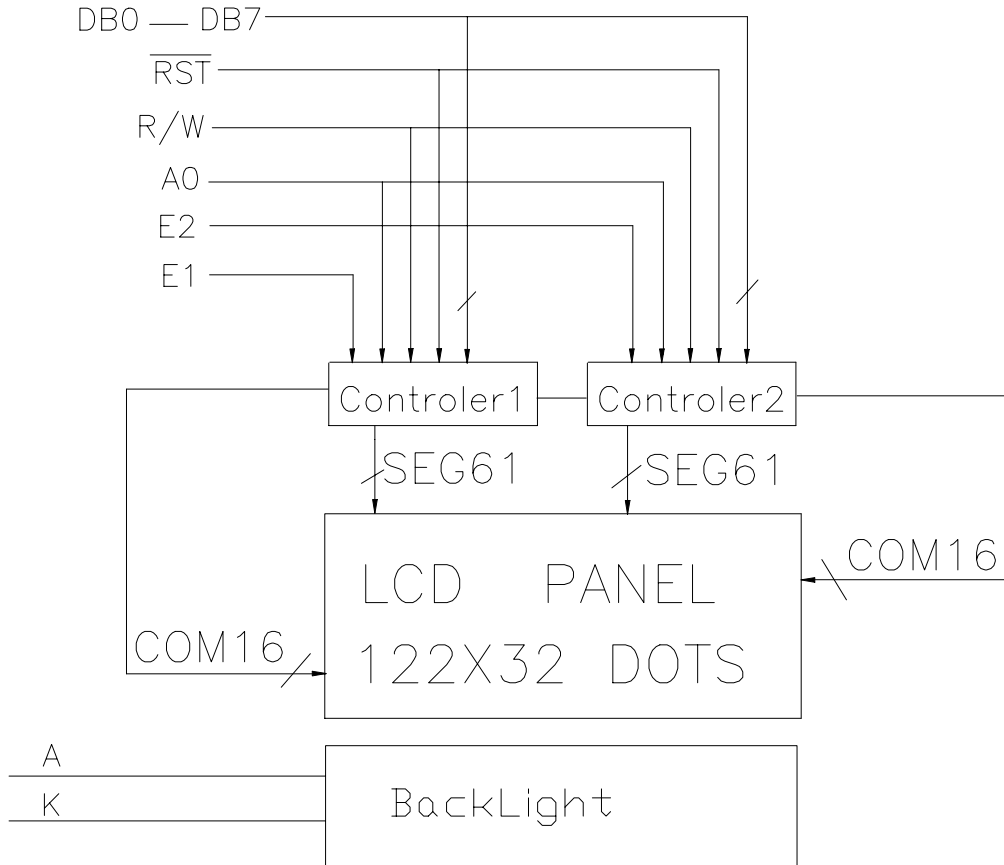 DB0 — DB7
RST
R/W
A0
E2
E1
Controler1
Controler2
SEG61
SEG61
COM16
LCD PANEL
COM16
122X32 DOTS
A
K
BackLight